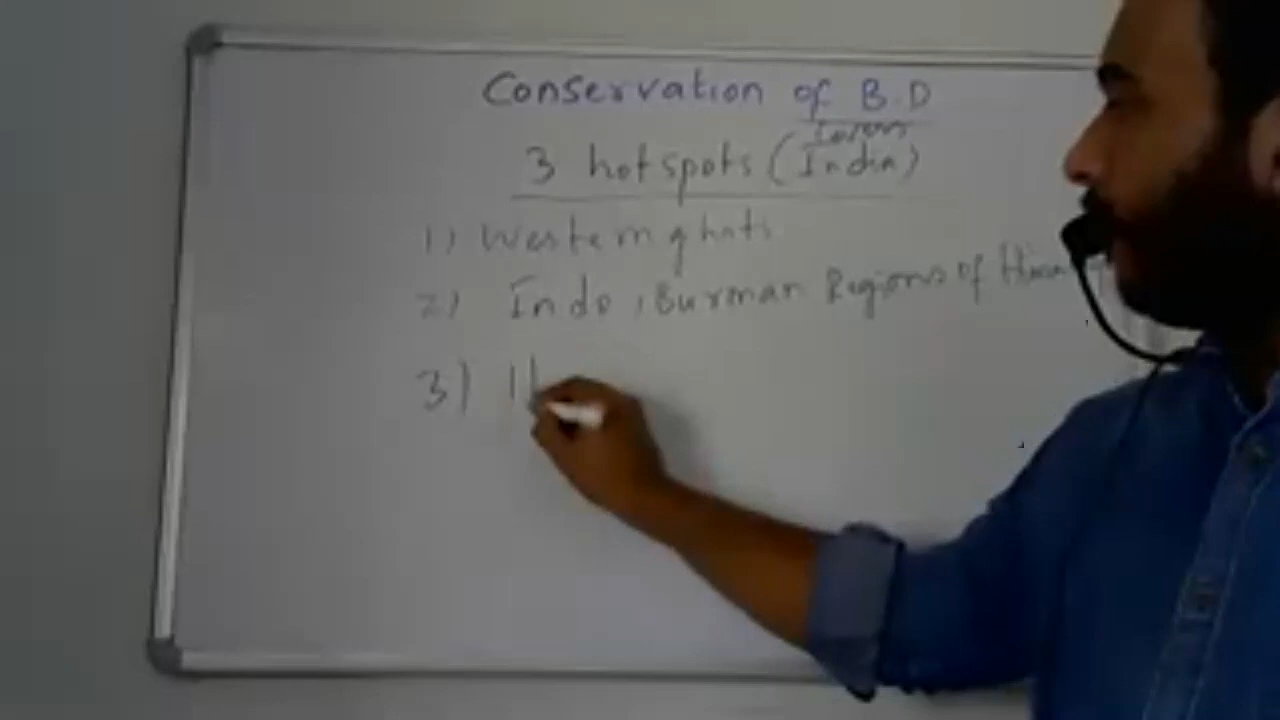 Conservation of B.D
3 hotspots (India)
1) Western ghats
2) Indo, Burman Regions of
3)